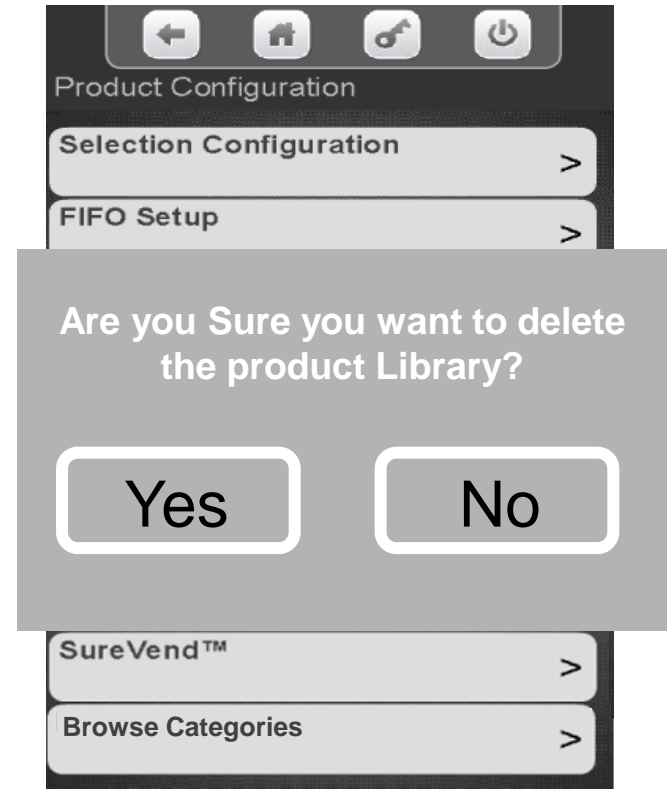 Product Configuration
Selection Configuration
>
FIFO Setup
>
Are you Sure you want to delete
the product Library?
Yes
No
SureVend™
>
Browse Categories
>